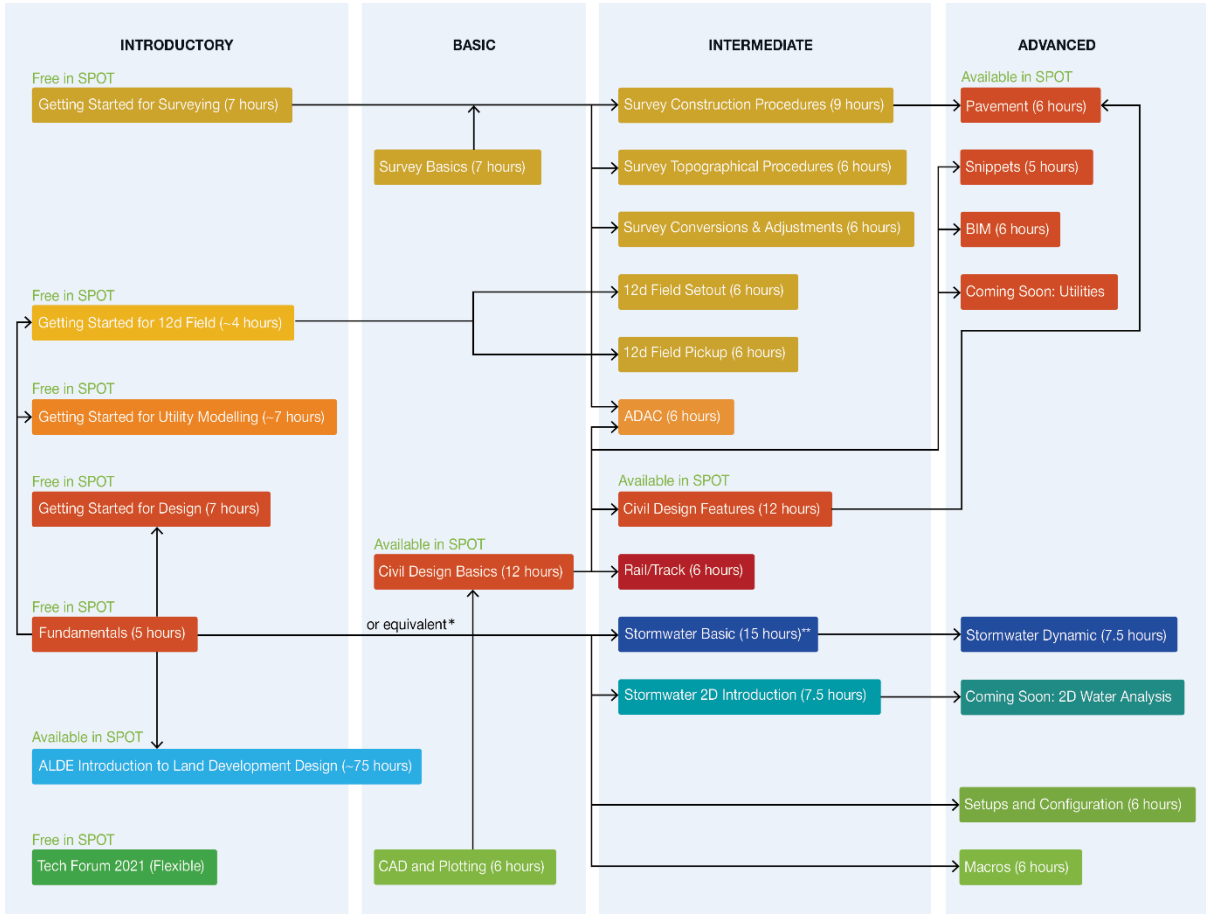 INTRODUCTORY
BASIC
INTERMEDIATE
ADVANCED
Free in SPOT
Available in SPOT
Getting Started for Surveying (7 hours)
Survey Construction Procedures (9 hours)
Pavement (6 hours)
Survey Basics (7 hours)
Survey Topographical Procedures (6 hours)
Snippets (5 hours)
Survey Conversions & Adjustments (6 hours)
BIM (6 hours)
Free in SPOT
12d Field Setout (6 hours)
Coming Soon: Utilities
Getting Started for 12d Field (~4 hours)
12d Field Pickup (6 hours)
Free in SPOT
Getting Started for Utility Modelling (~7 hours)
ADAC (6 hours)
Free in SPOT
Available in SPOT
Getting Started for Design (7 hours)
Civil Design Features (12 hours)
Available in SPOT
Civil Design Basics (12 hours)
Rail/Track (6 hours)
Free in SPOT
or equivalent*
Fundamentals (5 hours)
Stormwater Basic (15 hours)**
Stormwater Dynamic (7.5 hours)
Stormwater 2D Introduction (7.5 hours)
Coming Soon: 2D Water Analysis
Available in SPOT
ALDE Introduction to Land Development Design (~75 hours)
Setups and Configuration (6 hours)
Free in SPOT
Tech Forum 2021 (Flexible)
CAD and Plotting (6 hours)
Macros (6 hours)